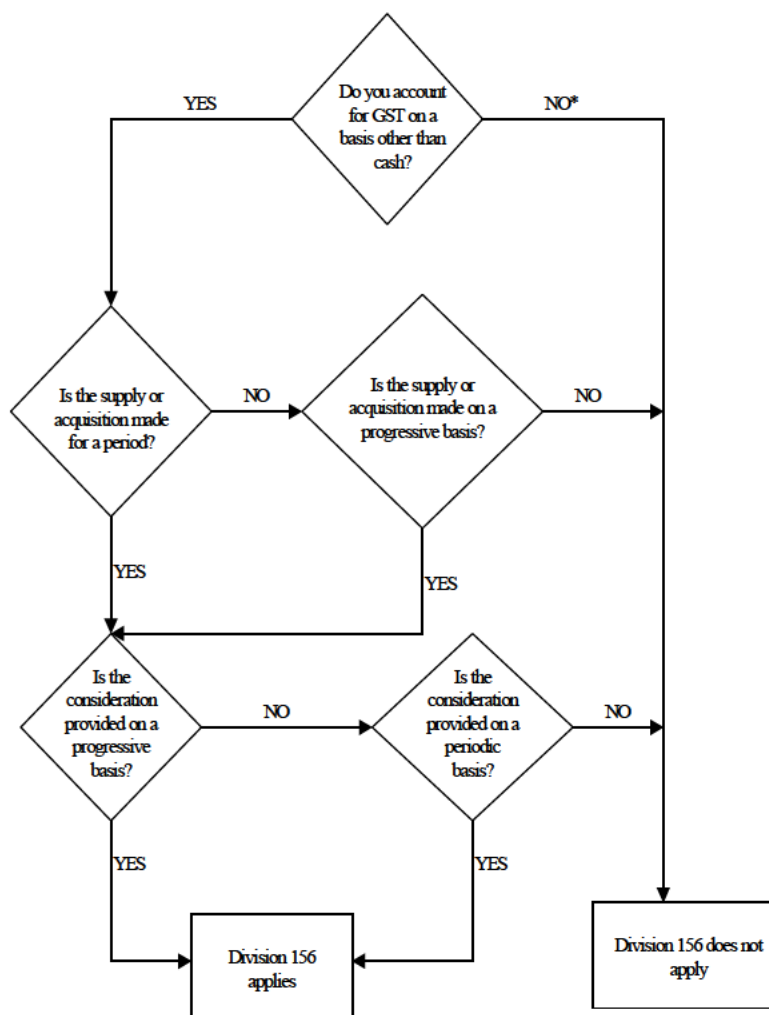 YES
Do you account
for GST on a
basis other than
cash?
NO*
Is the supply or
acquisition made
for a period?
NO
Is the supply or
acquisition made on a
progressive basis?
NO
YES
YES
Is the
consideration
provided on a
progressive
basis?
NO
Is the
consideration
provided on a
periodic
basis?
NO
YES
YES
Division 156
applies
Division 156 does not
apply